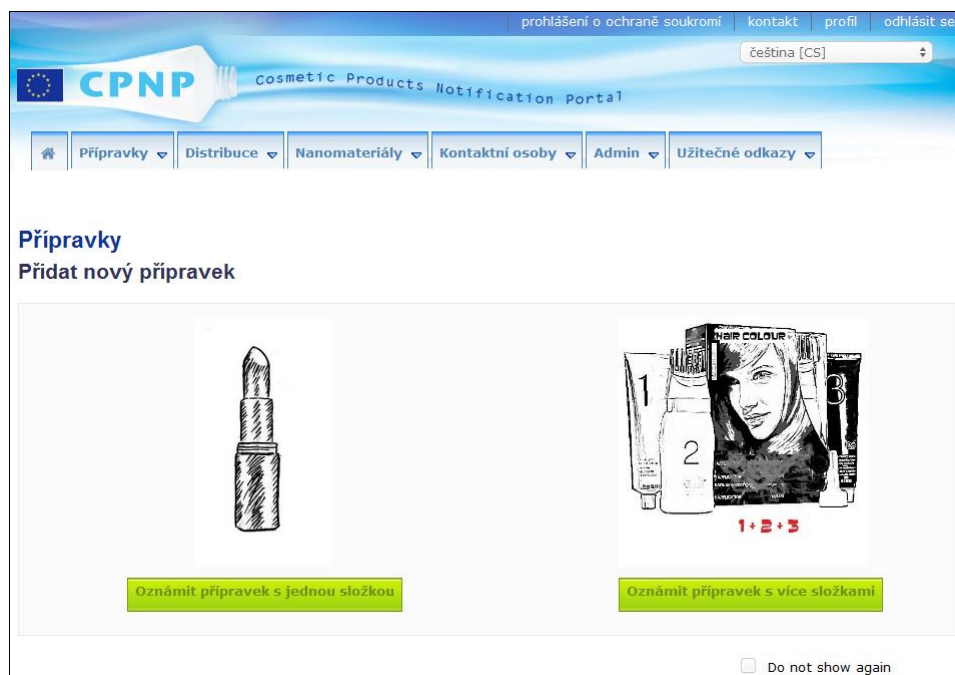 prohlášení o ochraně soukromí kontakt profil odhlásit se
čeština [CS]
CPNP Cosmetic Products Notification Portal
Přípravky Distribuce Nanomateriály Kontaktní osoby Admin Užitečné odkazy
Přípravky
Přidat nový přípravek
HAIR COLOUR
1
2
3
1+2+3
Oznámit přípravek s jednou složkou Oznámit přípravek s více složkami
Do not show again